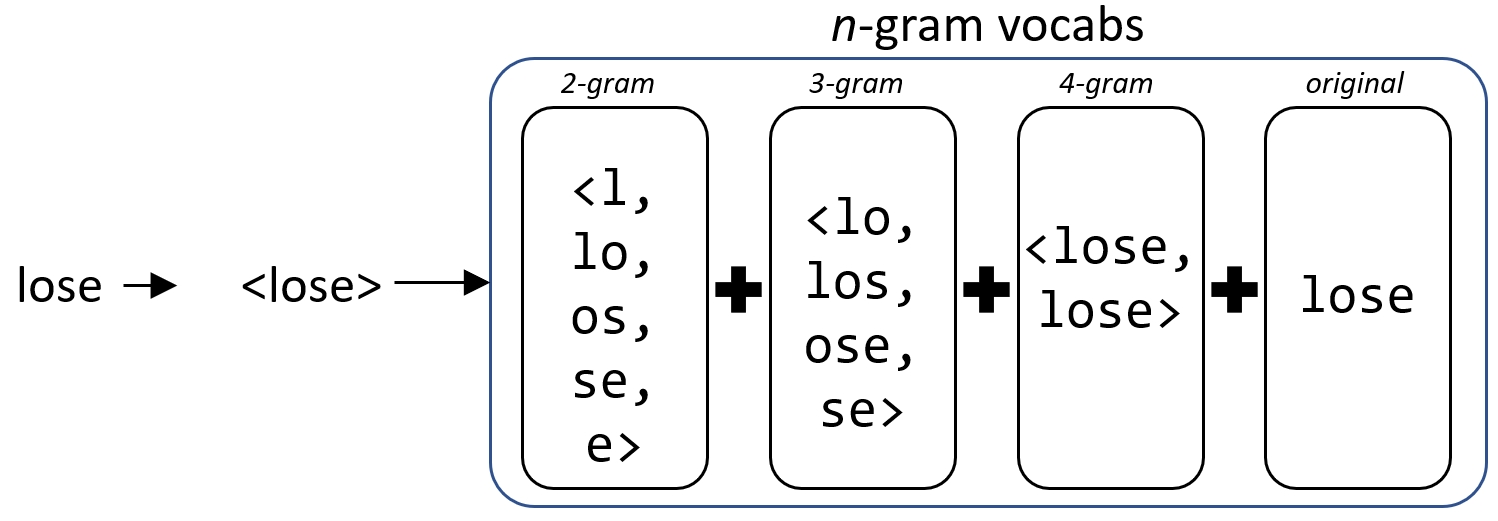 n-gram vocabs
2-gram
3-gram
4-gram
original
lose
<lose>
<l,
lo,
os,
se,
e>
<lo,
los,
ose,
se>
<lose,
lose>
lose